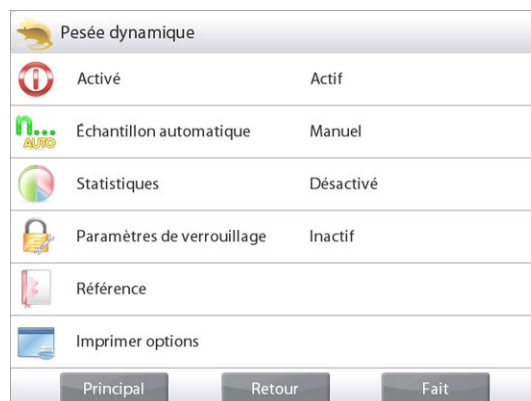 Pesée dynamique
Activé Actif
n... AUTO Échantillon automatique Manuel
Statistiques Désactivé
Paramètres de verrouillage Inactif
Référence
Imprimer options
Principal Retour Fait